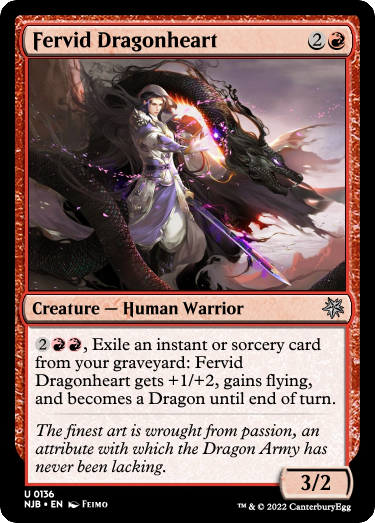 Fervid Dragonheart 2
Creature — Human Warrior
2, Exile an instant or sorcery card
from your graveyard: Fervid
Dragonheart gets +1/+2, gains flying,
and becomes a Dragon until end of turn.
The finest art is wrought from passion, an
attribute with which the Dragon Army has
never been lacking.
3/2
U 0136
NJB • EN Feimo
™ & © 2022 CanterburyEgg